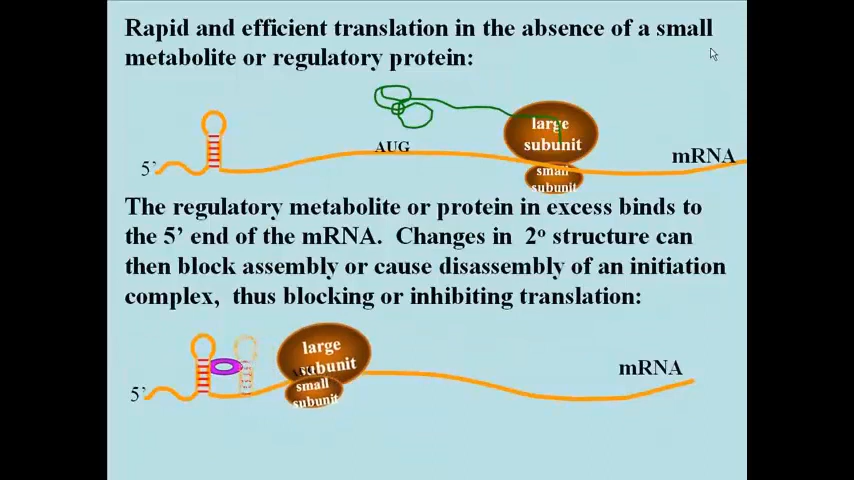 Rapid and efficient translation in the absence of a small
metabolite or regulatory protein:
large
subunit
AUG
mRNA
5’
small
subunit
The regulatory metabolite or protein in excess binds to
the 5’ end of the mRNA. Changes in 2º structure can
then block assembly or cause disassembly of an initiation
complex, thus blocking or inhibiting translation:
large
subunit
mRNA
small
subunit
5’